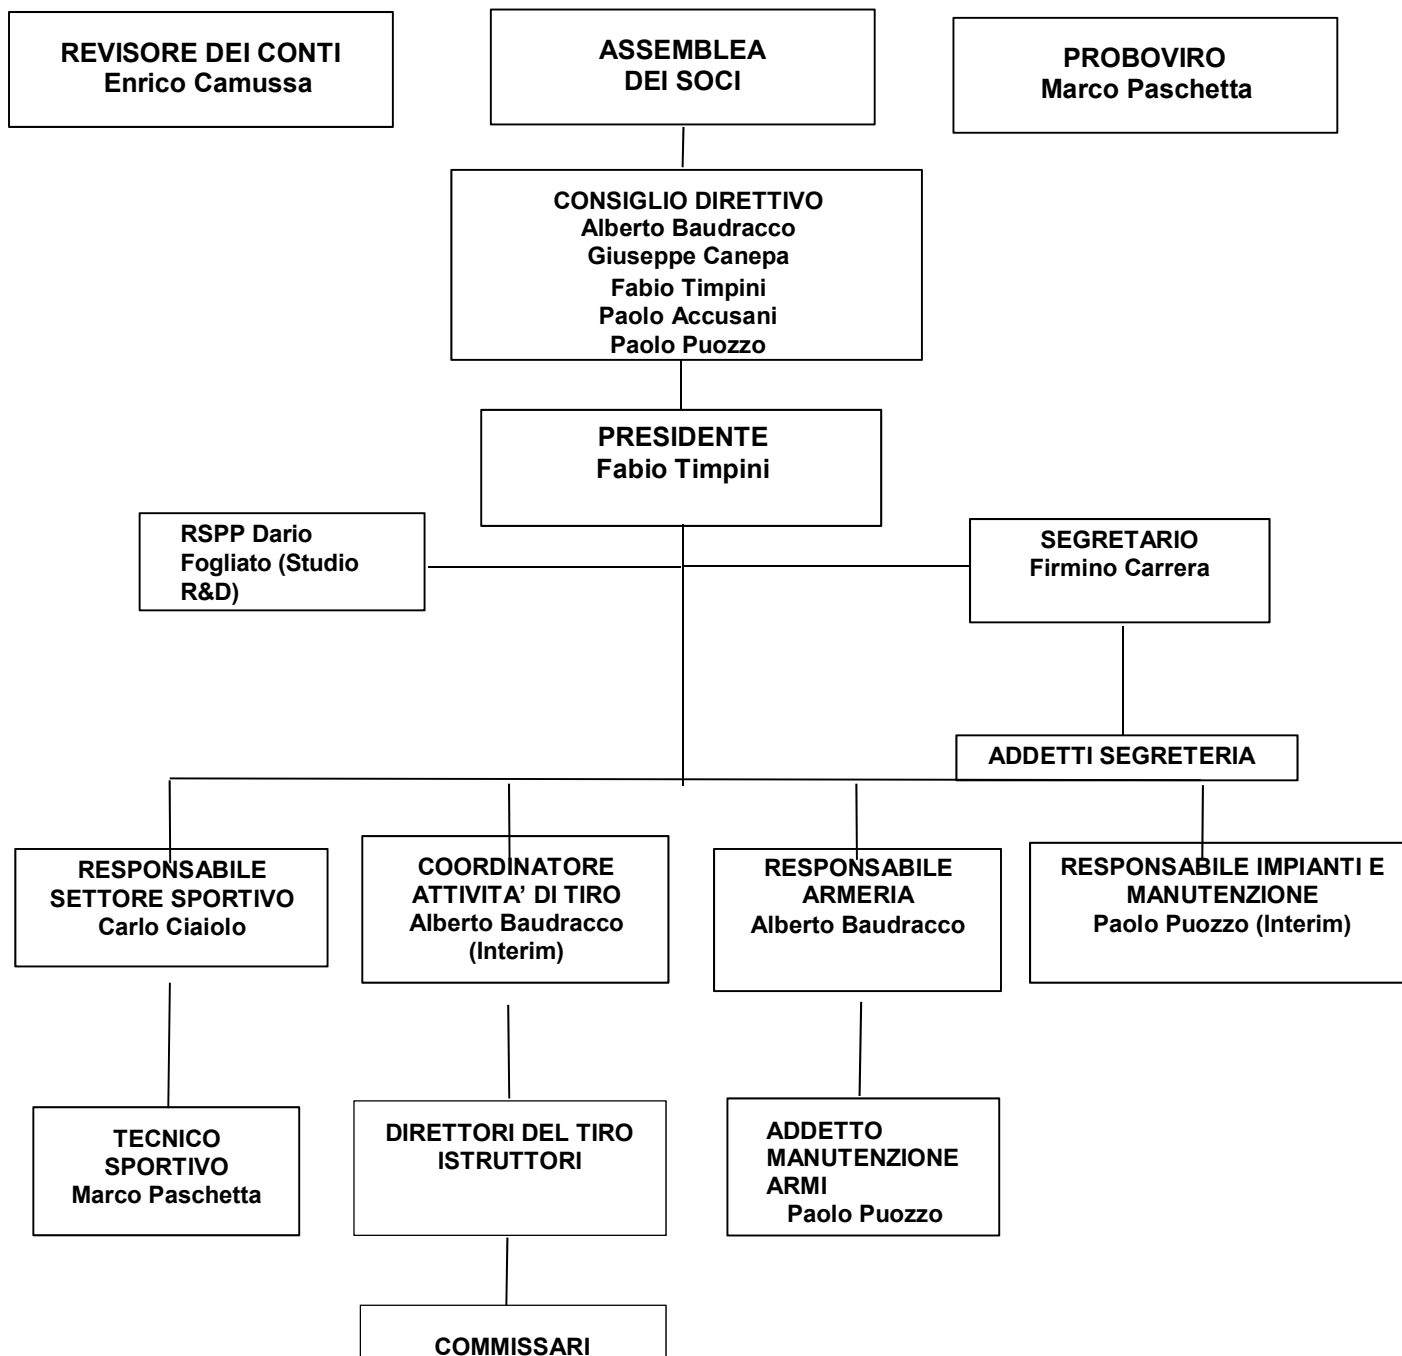 REVISORE DEI CONTI
Enrico Camussa
ASSEMBLEA
DEI SOCI
PROBOVIRO
Marco Paschetta
CONSIGLIO DIRETTIVO
Alberto Baudracco
Giuseppe Canepa
Fabio Timpini
Paolo Accusani
Paolo Puozzo
PRESIDENTE
Fabio Timpini
RSPP Dario
Fogliato (Studio
R&D)
SEGRETARIO
Firmino Carrera
ADDETTI SEGRETERIA
RESPONSABILE
SETTORE SPORTIVO
Carlo Ciaiolo
COORDINATORE
ATTIVITA’ DI TIRO
Alberto Baudracco
(Interim)
RESPONSABILE
ARMERIA
Alberto Baudracco
RESPONSABILE IMPIANTI E
MANUTENZIONE
Paolo Puozzo (Interim)
TECNICO
SPORTIVO
Marco Paschetta
DIRETTORI DEL TIRO
ISTRUTTORI
ADDETTO
MANUTENZIONE
ARMI
Paolo Puozzo
COMMISSARI